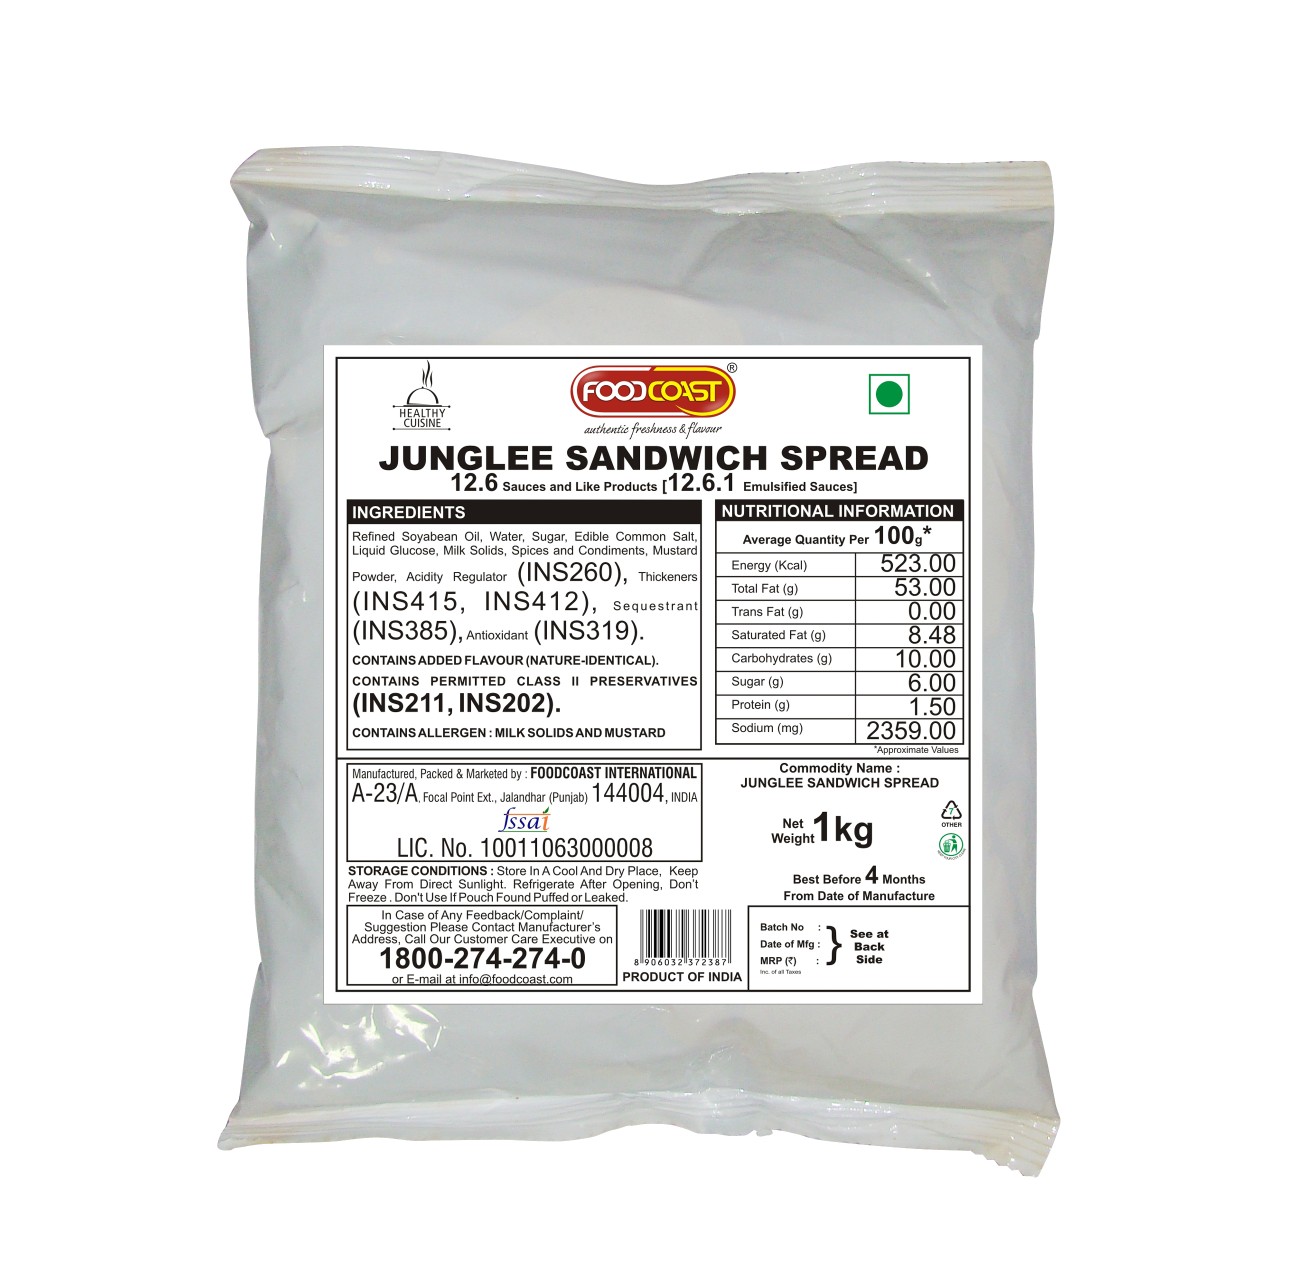 HEALTHY
CUISINE
FOODCOAST®
authentic freshness & flavour
JUNGLEE SANDWICH SPREAD
12.6 Sauces and Like Products [12.6.1 Emulsified Sauces]
INGREDIENTS
Refined Soyabean Oil, Water, Sugar, Edible Common Salt,
Liquid Glucose, Milk Solids, Spices and Condiments, Mustard
Powder, Acidity Regulator (INS260), Thickeners
(INS415, INS412), Sequestrant
(INS385), Antioxidant (INS319).
CONTAINS ADDED FLAVOUR (NATURE-IDENTICAL).
CONTAINS PERMITTED CLASS II PRESERVATIVES
(INS211, INS202).
CONTAINS ALLERGEN : MILK SOLIDS AND MUSTARD
NUTRITIONAL INFORMATION
Average Quantity Per 100g*
Energy (Kcal) 523.00
Total Fat (g) 53.00
Trans Fat (g) 0.00
Saturated Fat (g) 8.48
Carbohydrates (g) 10.00
Sugar (g) 6.00
Protein (g) 1.50
Sodium (mg) 2359.00
*Approximate Values
Manufactured, Packed & Marketed by : FOODCOAST INTERNATIONAL
A-23/A, Focal Point Ext., Jalandhar (Punjab) 144004, INDIA
fssai
LIC. No. 10011063000008
STORAGE CONDITIONS : Store In A Cool And Dry Place, Keep
Away From Direct Sunlight. Refrigerate After Opening, Don't
Freeze . Don't Use If Pouch Found Puffed or Leaked.
In Case of Any Feedback/Complaint/
Suggestion Please Contact Manufacturer's
Address, Call Our Customer Care Executive on
1800-274-274-0
or E-mail at info@foodcoast.com
8 906032 372387
PRODUCT OF INDIA
Commodity Name :
JUNGLEE SANDWICH SPREAD
Net
Weight 1kg
7
OTHER
Best Before 4 Months
From Date of Manufacture
Batch No :
Date of Mfg :
MRP (₹) :
Inc. of all Taxes
See at
Back
Side